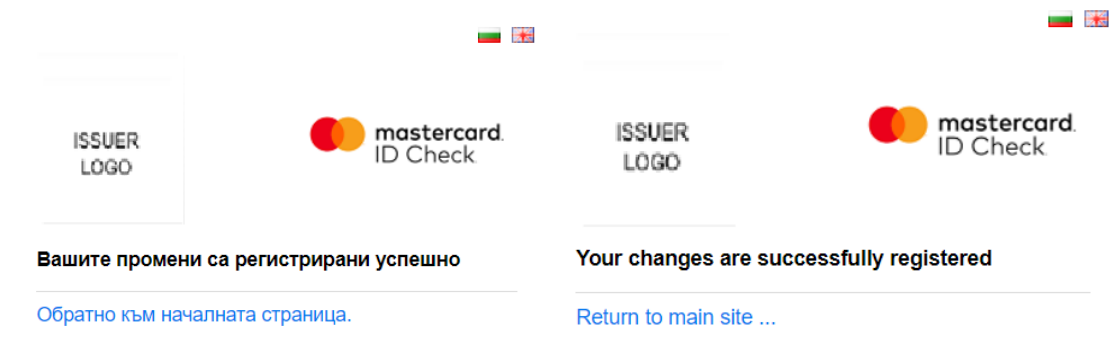 ISSUER
LOGO
mastercard.
ID Check
Вашите промени са регистрирани успешно
Обратно към началната страница.
ISSUER
LOGO
mastercard.
ID Check
Your changes are successfully registered
Return to main site ...